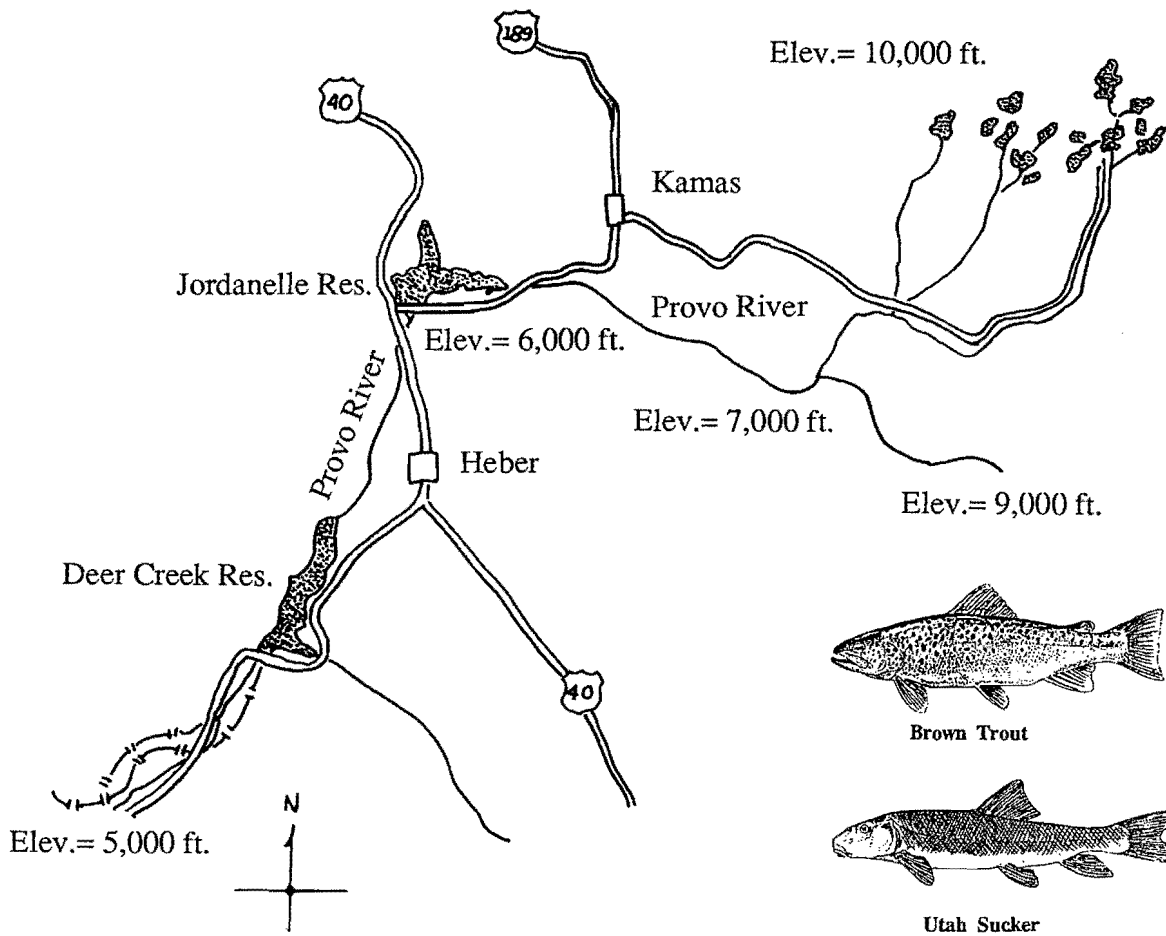 189
Elev.= 10,000 ft.
40
Kamas
Jordanelle Res.
Provo River
Elev.= 6,000 ft.
Provo River
Elev.= 7,000 ft.
Heber
Elev.= 9,000 ft.
Deer Creek Res.
40
Brown Trout
N
Elev.= 5,000 ft.
Utah Sucker